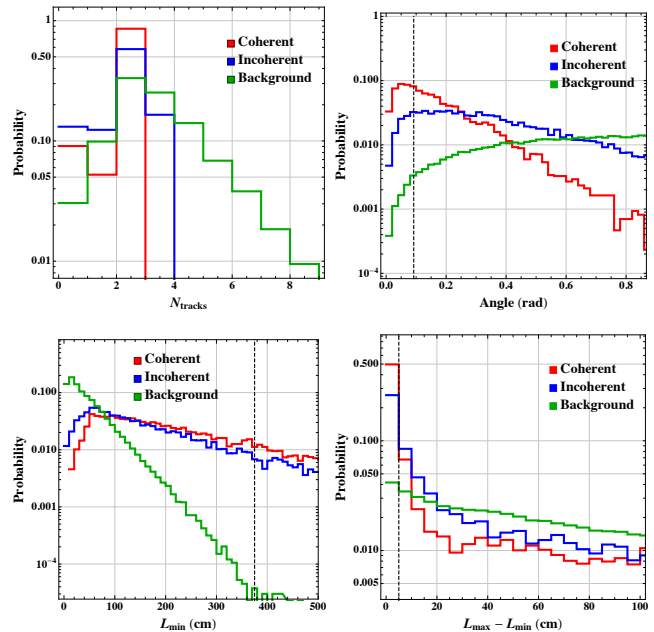 1
0.50
0.10
0.05
0.01
Probability
Coherent
Incoherent
Background
0 2 4 6 8
N_tracks
1
0.100
0.010
0.001
10^-4
Probability
Coherent
Incoherent
Background
0.0 0.2 0.4 0.6 0.8
Angle (rad)
0.100
0.010
0.001
10^-4
Probability
Coherent
Incoherent
Background
0 100 200 300 400 500
L_min (cm)
0.500
0.100
0.050
0.010
0.005
Probability
Coherent
Incoherent
Background
0 20 40 60 80 100
L_max − L_min (cm)